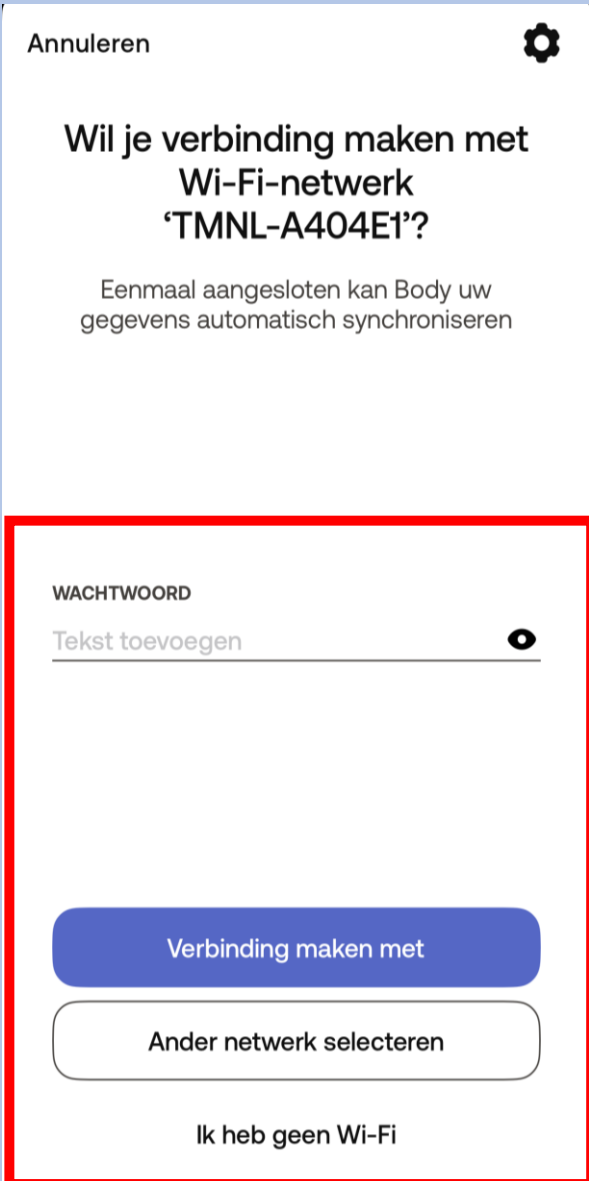 Annuleren
Wil je verbinding maken met
Wi-Fi-netwerk
‘TMNL-A404E1’?
Eenmaal aangesloten kan Body uw
gegevens automatisch synchroniseren
WACHTWOORD
Tekst toevoegen
Verbinding maken met
Ander netwerk selecteren
Ik heb geen Wi-Fi